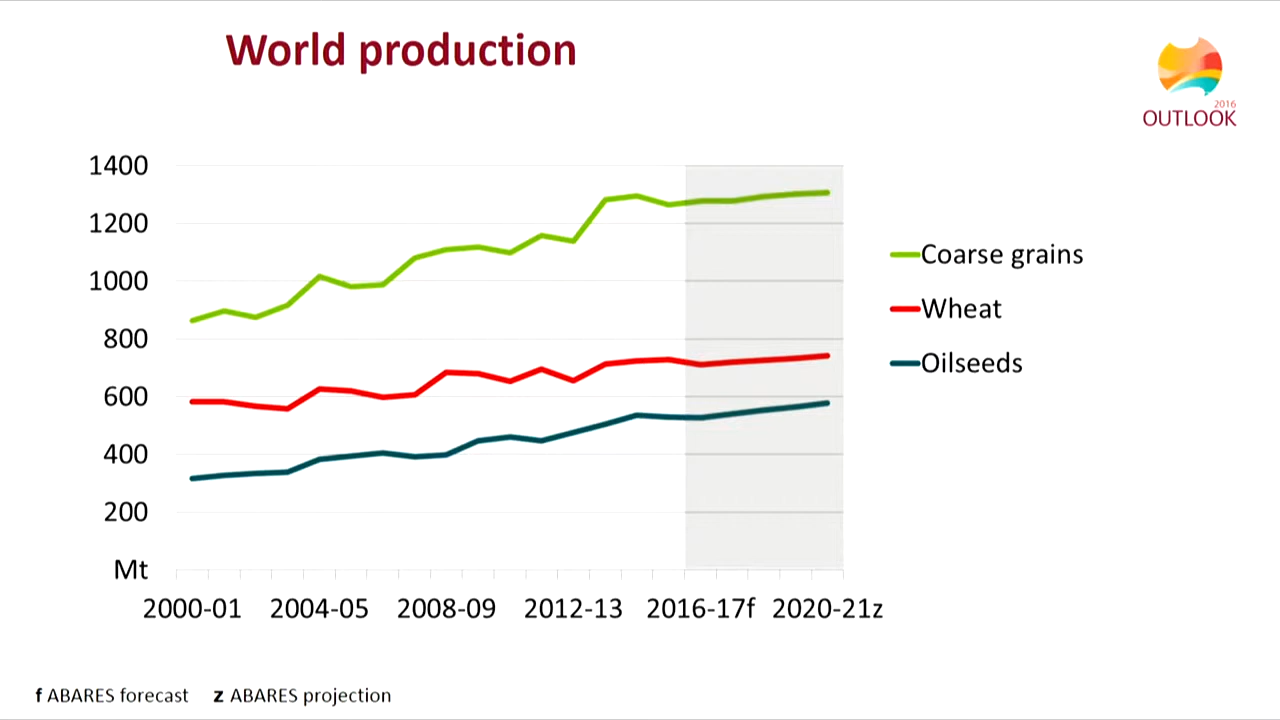 World production
2016
OUTLOOK
1400
1200
1000
800
600
400
200
Mt
2000-01 2004-05 2008-09 2012-13 2016-17f 2020-21z
Coarse grains
Wheat
Oilseeds
f ABARES forecast z ABARES projection